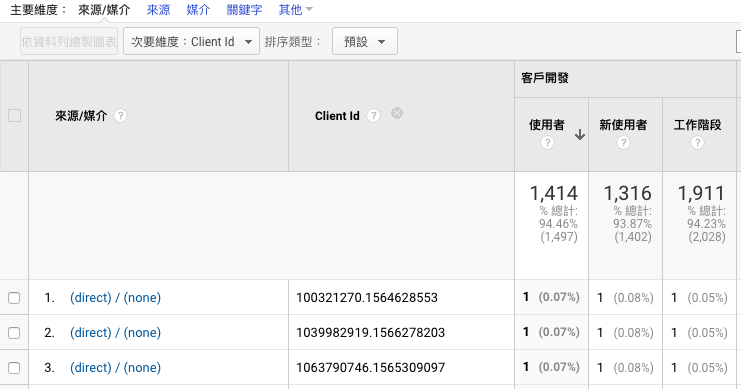 主要維度： 來源/媒介 來源 媒介 關鍵字 其他
依資料列繪製圖表 次要維度：Client Id 排序類型： 預設
客戶開發
來源/媒介 ? Client Id ? 使用者 ? 新使用者 ? 工作階段 ?
1,414 1,316 1,911
% 總計: % 總計: % 總計:
94.46% 93.87% 94.23%
(1,497) (1,402) (2,028)
1. (direct) / (none) 100321270.1564628553 1 (0.07%) 1 (0.08%) 1 (0.05%)
2. (direct) / (none) 1039982919.1566278203 1 (0.07%) 1 (0.08%) 1 (0.05%)
3. (direct) / (none) 1063790746.1565309097 1 (0.07%) 1 (0.08%) 1 (0.05%)